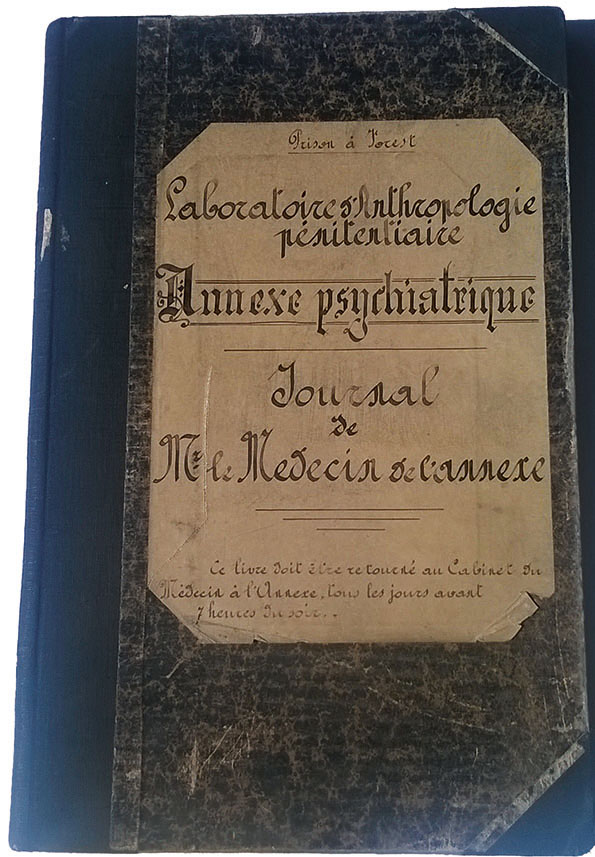 Prison à Forest
Laboratoire d'Anthropologie
pénitentiaire
Annexe psychiatrique
Journal
de
Mr le Medecin de l'annexe
Ce livre doit être retourné au Cabinet du
Médecin à l'Annexe, tous les jours avant
7 heures du soir.